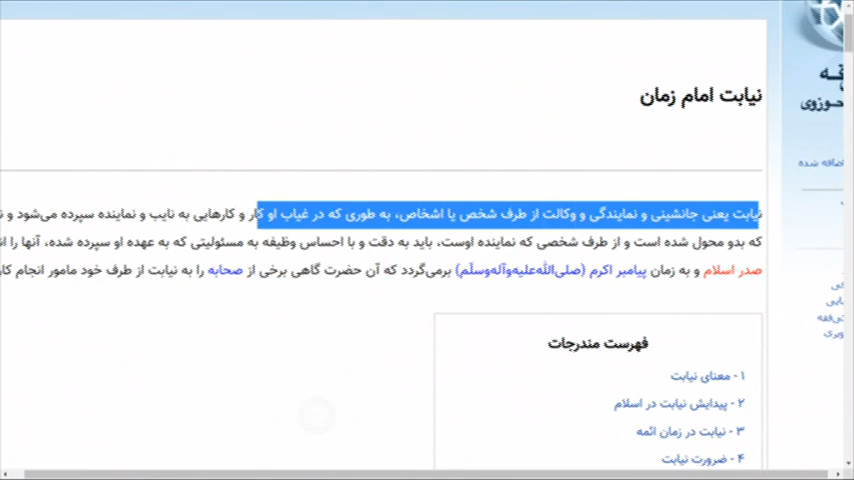 نیابت امام زمان
نیابت یعنی جانشینی و نمایندگی و وکالت از طرف شخص یا اشخاص، به طوری که در غیاب او کار و کارهایی به نایب و نماینده سپرده می‌شود و
که بدو محول شده است و از طرف شخصی که نماینده اوست، باید به دقت و با احساس وظیفه به مسئولیتی که به عهده او سپرده شده، آنها را
صدر اسلام و به زمان پیامبر اکرم (صلی‌الله‌علیه‌و‌آله‌وسلّم) برمی‌گردد که آن حضرت گاهی برخی از صحابه را به نیابت از طرف خود مامور انجام
فهرست مندرجات
۱ - معنای نیابت
۲ - پیدایش نیابت در اسلام
۳ - نیابت در زمان ائمه
۴ - ضرورت نیابت
حوزوی
اضافه شده